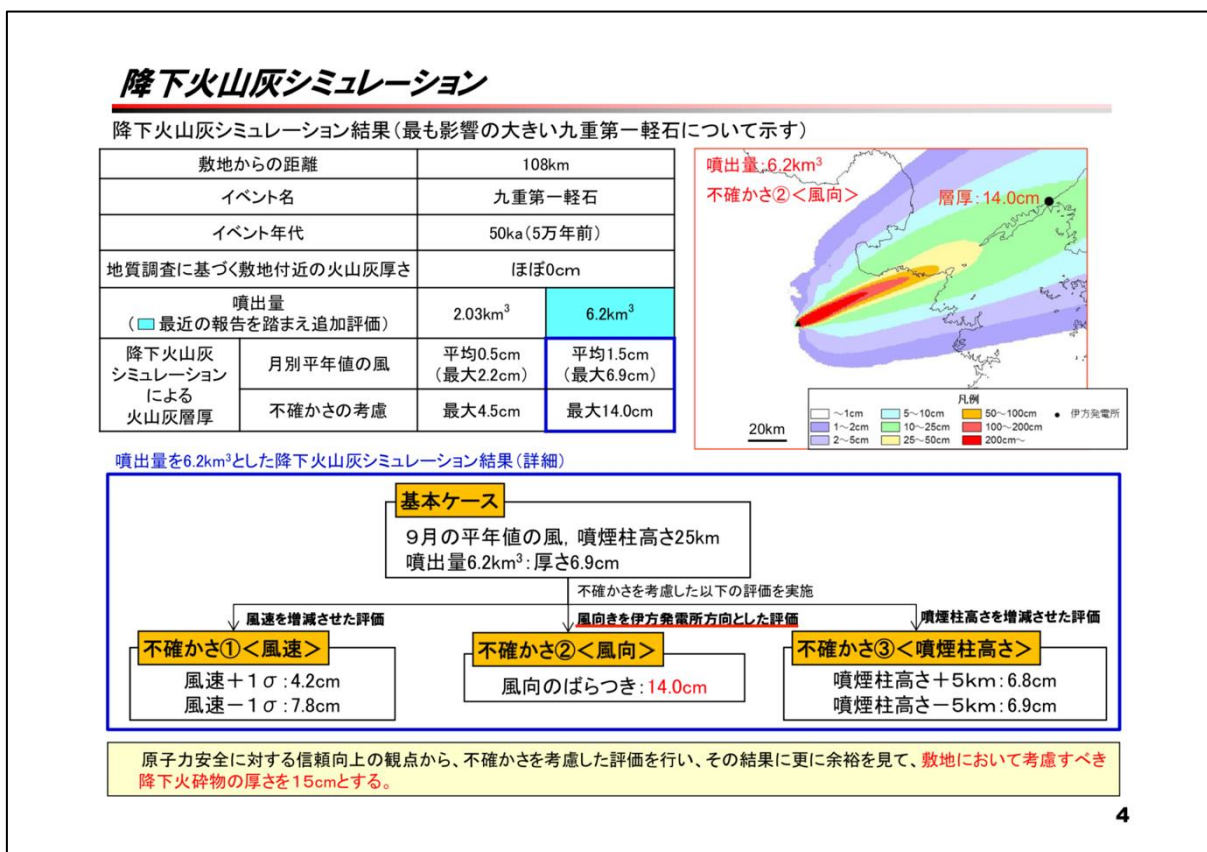 降下火山灰シミュレーション
降下火山灰シミュレーション結果(最も影響の大きい九重第一軽石について示す)
敷地からの距離 108km
イベント名 九重第一軽石
イベント年代 50ka(5万年前)
地質調査に基づく敷地付近の火山灰厚さ ほぼ0cm
噴出量
(最近の報告を踏まえ追加評価) 2.03km³ 6.2km³
降下火山灰
シミュレーション
による
火山灰層厚
月別平年値の風 平均0.5cm 平均1.5cm
(最大2.2cm) (最大6.9cm)
不確かさの考慮 最大4.5cm 最大14.0cm
噴出量:6.2km³
不確かさ②<風向>
層厚:14.0cm
20km
凡例
~1cm 5~10cm 50~100cm ● 伊方発電所
1~2cm 10~25cm 100~200cm
2~5cm 25~50cm 200cm~
噴出量を6.2km³とした降下火山灰シミュレーション結果(詳細)
基本ケース
9月の平年値の風, 噴煙柱高さ25km
噴出量6.2km³:厚さ6.9cm
不確かさを考慮した以下の評価を実施
風速を増減させた評価
風向きを伊方発電所方向とした評価
噴煙柱高さを増減させた評価
不確かさ①<風速>
風速+1σ:4.2cm
風速-1σ:7.8cm
不確かさ②<風向>
風向のばらつき:14.0cm
不確かさ③<噴煙柱高さ>
噴煙柱高さ+5km:6.8cm
噴煙柱高さ-5km:6.9cm
原子力安全に対する信頼向上の観点から、不確かさを考慮した評価を行い、その結果に更に余裕を見て、敷地において考慮すべき
降下火砕物の厚さを15cmとする。
4